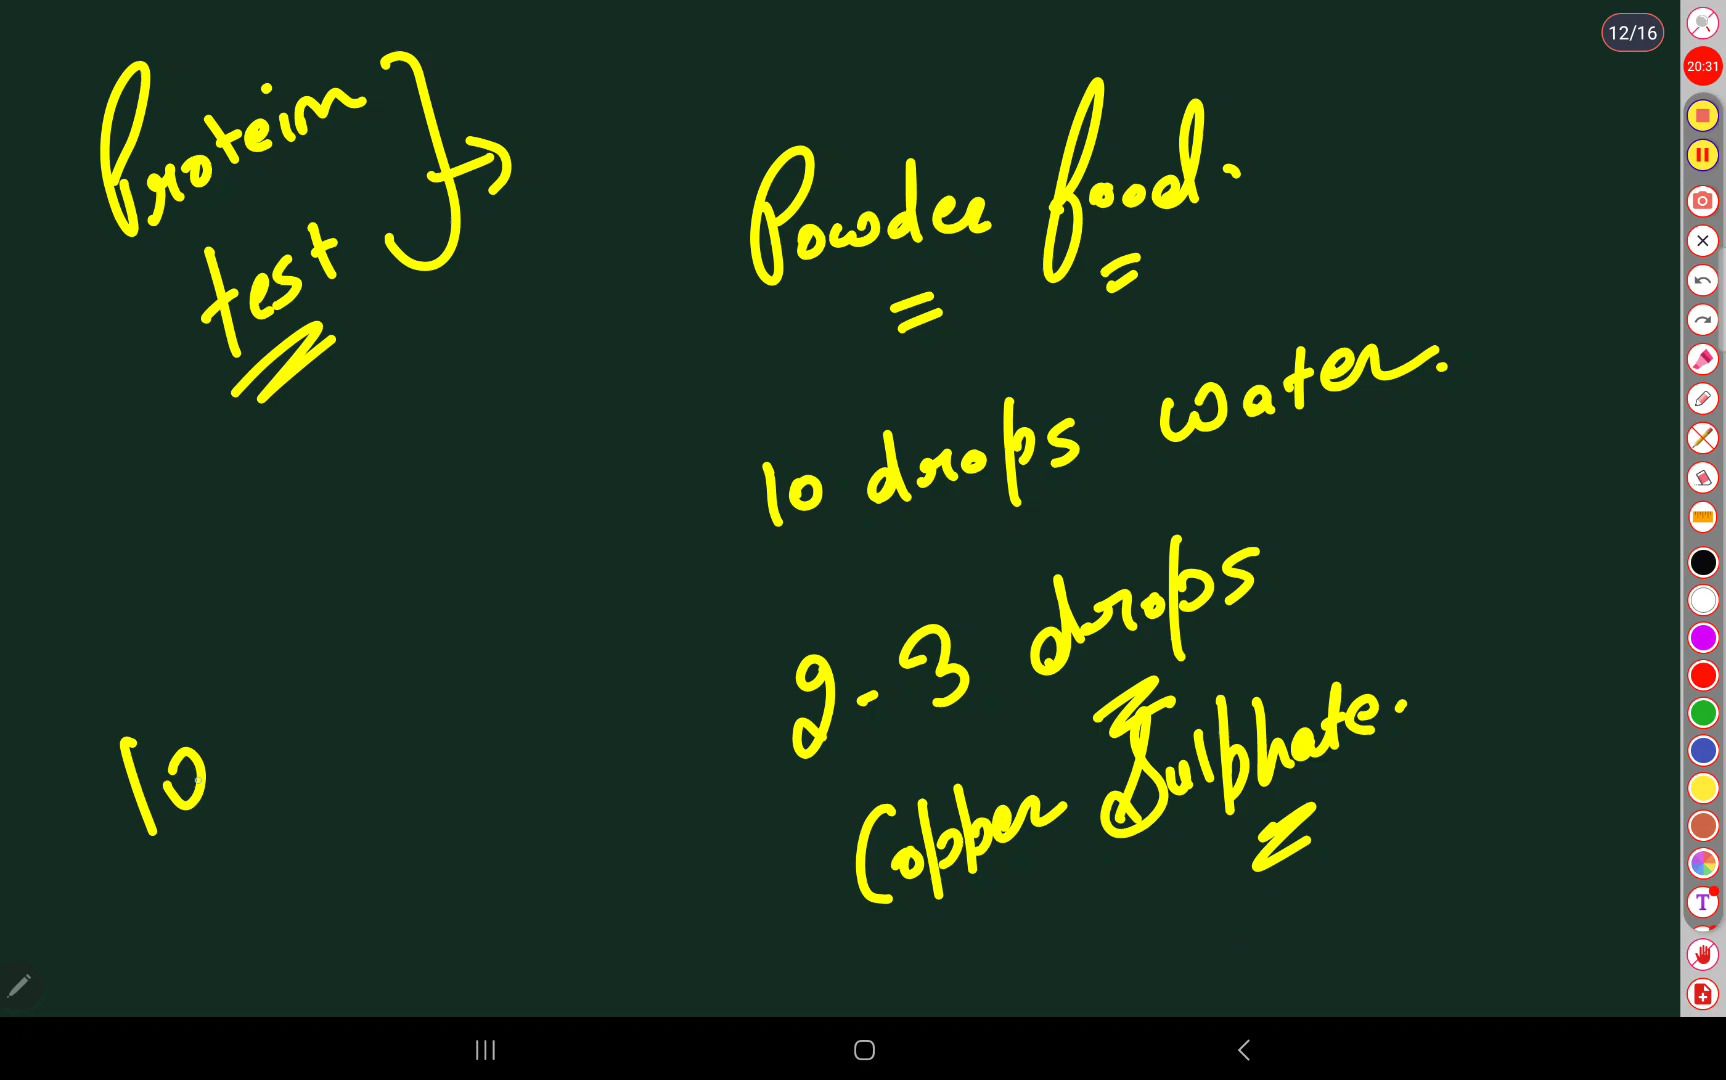 12/16
20:31
Protein
test
Powder food.
10 drops water.
2-3 drops
Copper Sulphate.
10
T